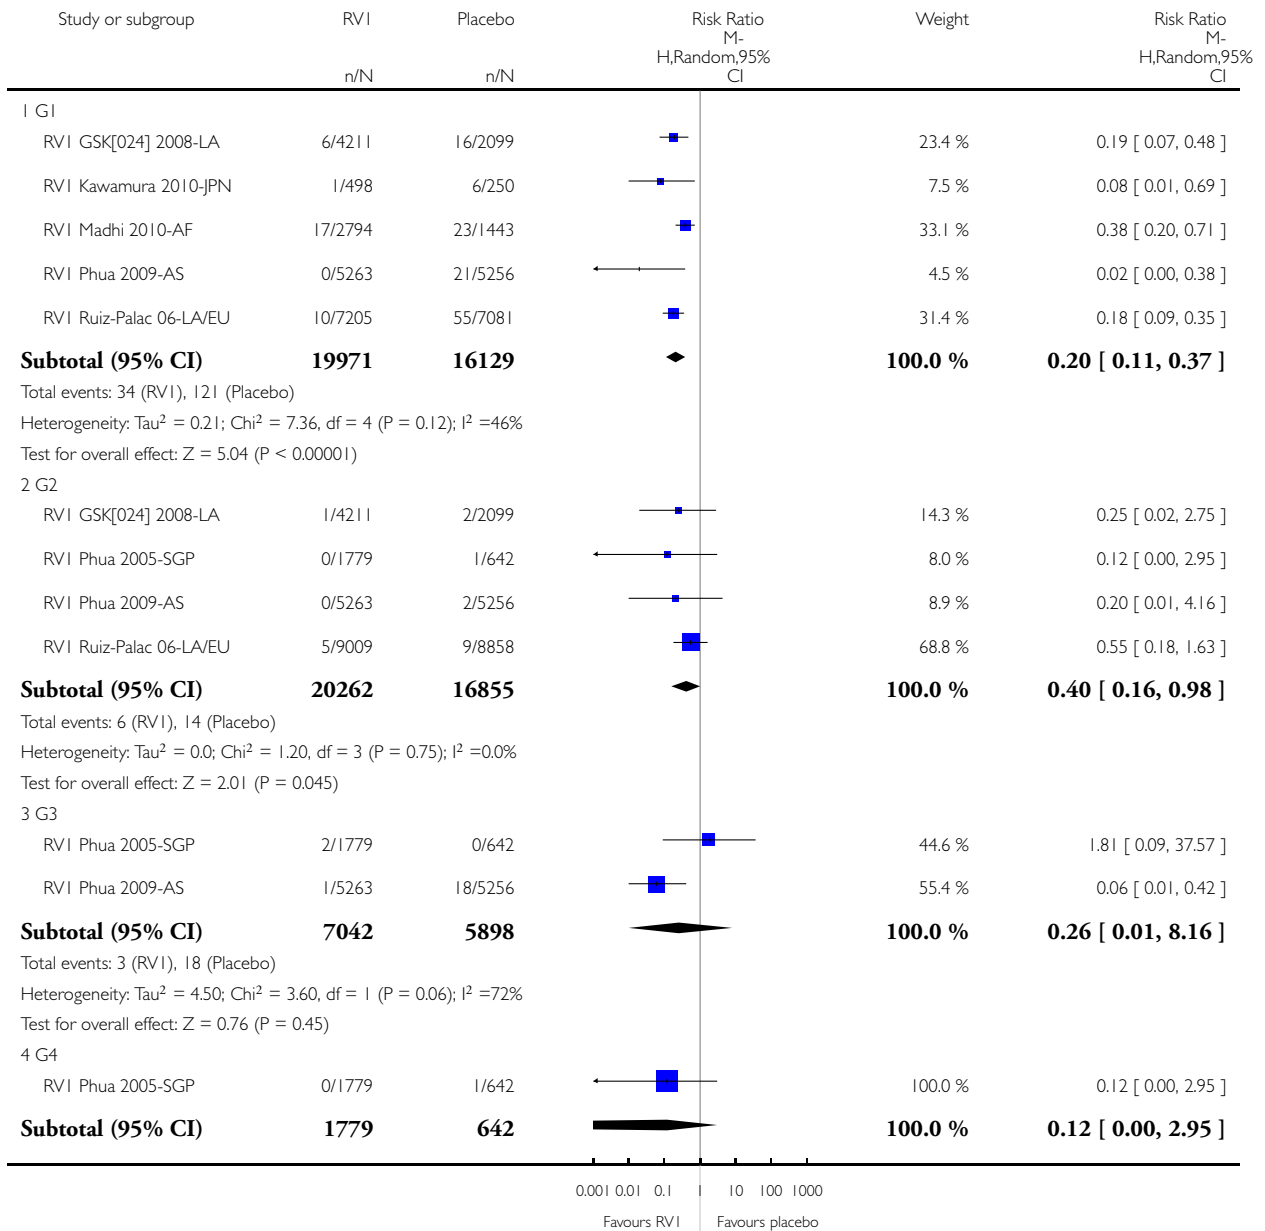 Study or subgroup RV1 Placebo Risk Ratio Weight Risk Ratio
M- M-
H,Random,95% H,Random,95%
n/N n/N CI CI
1 G1
RV1 GSK[024] 2008-LA 6/4211 16/2099 23.4 % 0.19 [ 0.07, 0.48 ]
RV1 Kawamura 2010-JPN 1/498 6/250 7.5 % 0.08 [ 0.01, 0.69 ]
RV1 Madhi 2010-AF 17/2794 23/1443 33.1 % 0.38 [ 0.20, 0.71 ]
RV1 Phua 2009-AS 0/5263 21/5256 4.5 % 0.02 [ 0.00, 0.38 ]
RV1 Ruiz-Palac 06-LA/EU 10/7205 55/7081 31.4 % 0.18 [ 0.09, 0.35 ]
Subtotal (95% CI) 19971 16129 100.0 % 0.20 [ 0.11, 0.37 ]
Total events: 34 (RV1), 121 (Placebo)
Heterogeneity: Tau² = 0.21; Chi² = 7.36, df = 4 (P = 0.12); I² =46%
Test for overall effect: Z = 5.04 (P < 0.00001)
2 G2
RV1 GSK[024] 2008-LA 1/4211 2/2099 14.3 % 0.25 [ 0.02, 2.75 ]
RV1 Phua 2005-SGP 0/1779 1/642 8.0 % 0.12 [ 0.00, 2.95 ]
RV1 Phua 2009-AS 0/5263 2/5256 8.9 % 0.20 [ 0.01, 4.16 ]
RV1 Ruiz-Palac 06-LA/EU 5/9009 9/8858 68.8 % 0.55 [ 0.18, 1.63 ]
Subtotal (95% CI) 20262 16855 100.0 % 0.40 [ 0.16, 0.98 ]
Total events: 6 (RV1), 14 (Placebo)
Heterogeneity: Tau² = 0.0; Chi² = 1.20, df = 3 (P = 0.75); I² =0.0%
Test for overall effect: Z = 2.01 (P = 0.045)
3 G3
RV1 Phua 2005-SGP 2/1779 0/642 44.6 % 1.81 [ 0.09, 37.57 ]
RV1 Phua 2009-AS 1/5263 18/5256 55.4 % 0.06 [ 0.01, 0.42 ]
Subtotal (95% CI) 7042 5898 100.0 % 0.26 [ 0.01, 8.16 ]
Total events: 3 (RV1), 18 (Placebo)
Heterogeneity: Tau² = 4.50; Chi² = 3.60, df = 1 (P = 0.06); I² =72%
Test for overall effect: Z = 0.76 (P = 0.45)
4 G4
RV1 Phua 2005-SGP 0/1779 1/642 100.0 % 0.12 [ 0.00, 2.95 ]
Subtotal (95% CI) 1779 642 100.0 % 0.12 [ 0.00, 2.95 ]
0.001 0.01 0.1 1 10 100 1000
Favours RV1 Favours placebo